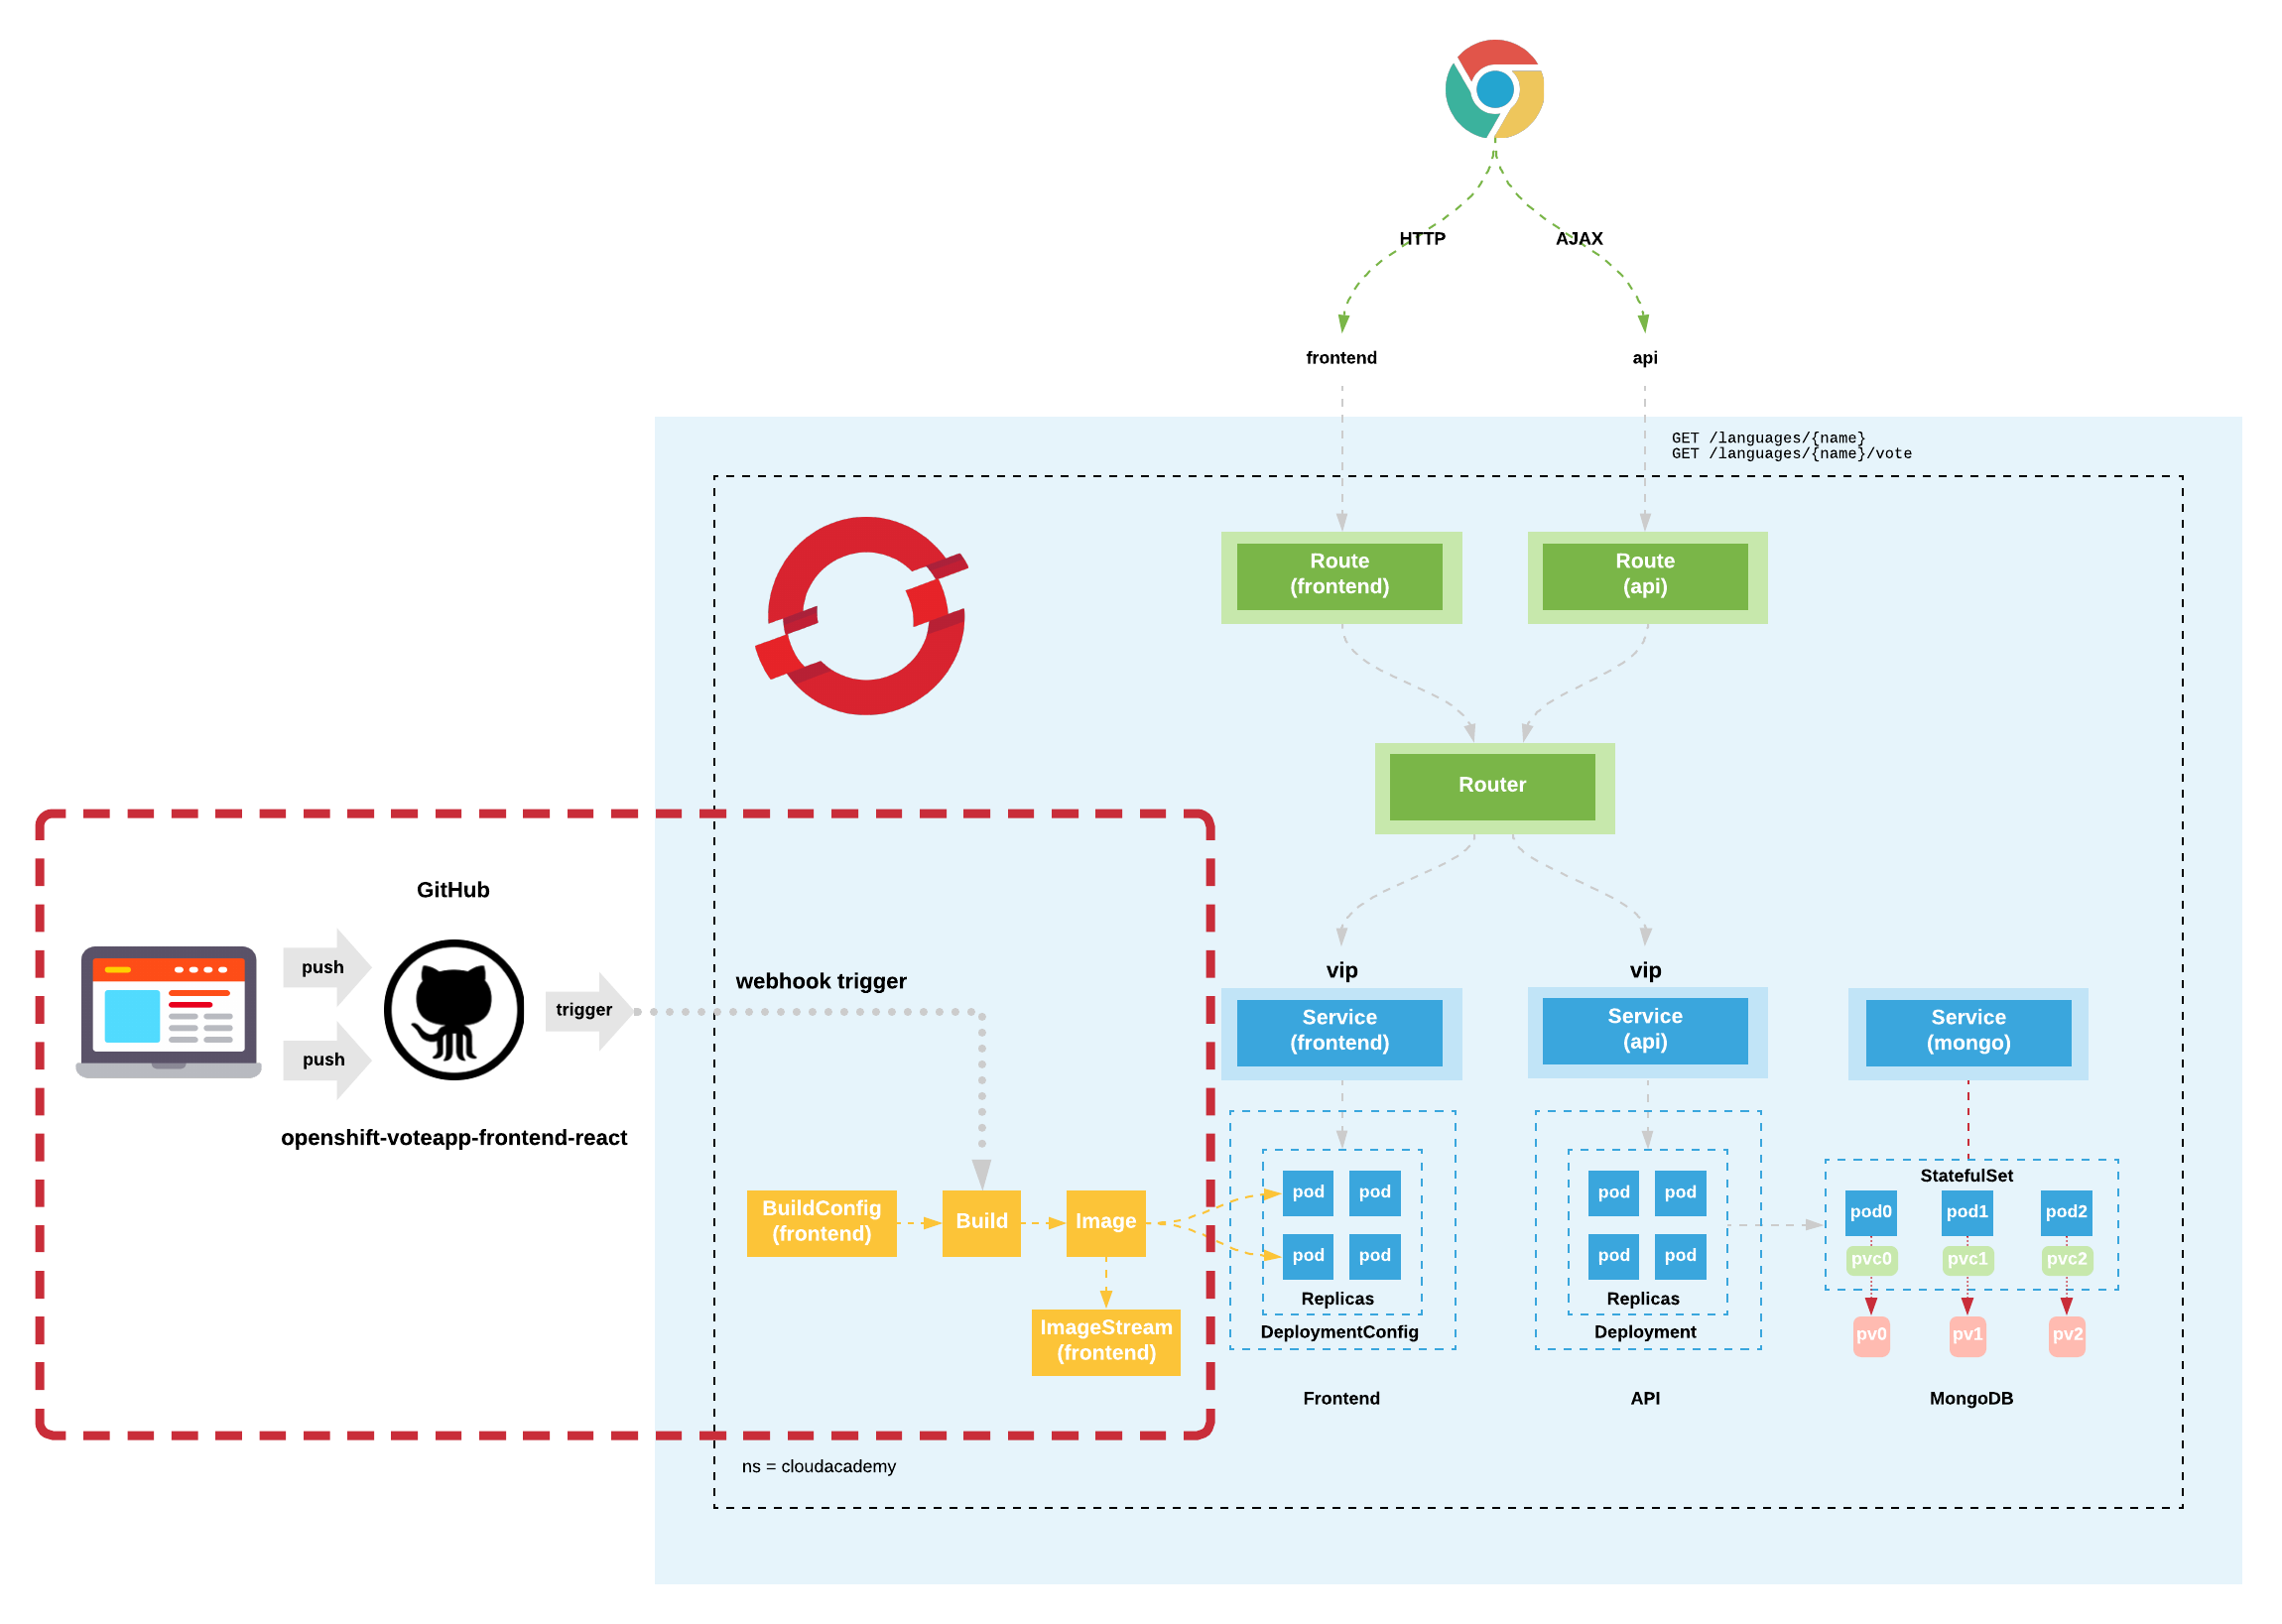 HTTP
AJAX
frontend
api
GET /languages/{name}
GET /languages/{name}/vote
Route
(frontend)
Route
(api)
Router
GitHub
push
push
trigger
openshift-voteapp-frontend-react
webhook trigger
vip
vip
Service
(frontend)
Service
(api)
Service
(mongo)
BuildConfig
(frontend)
Build
Image
ImageStream
(frontend)
pod
pod
pod
pod
Replicas
DeploymentConfig
pod
pod
pod
pod
Replicas
Deployment
StatefulSet
pod0
pod1
pod2
pvc0
pvc1
pvc2
pv0
pv1
pv2
Frontend
API
MongoDB
ns = cloudacademy